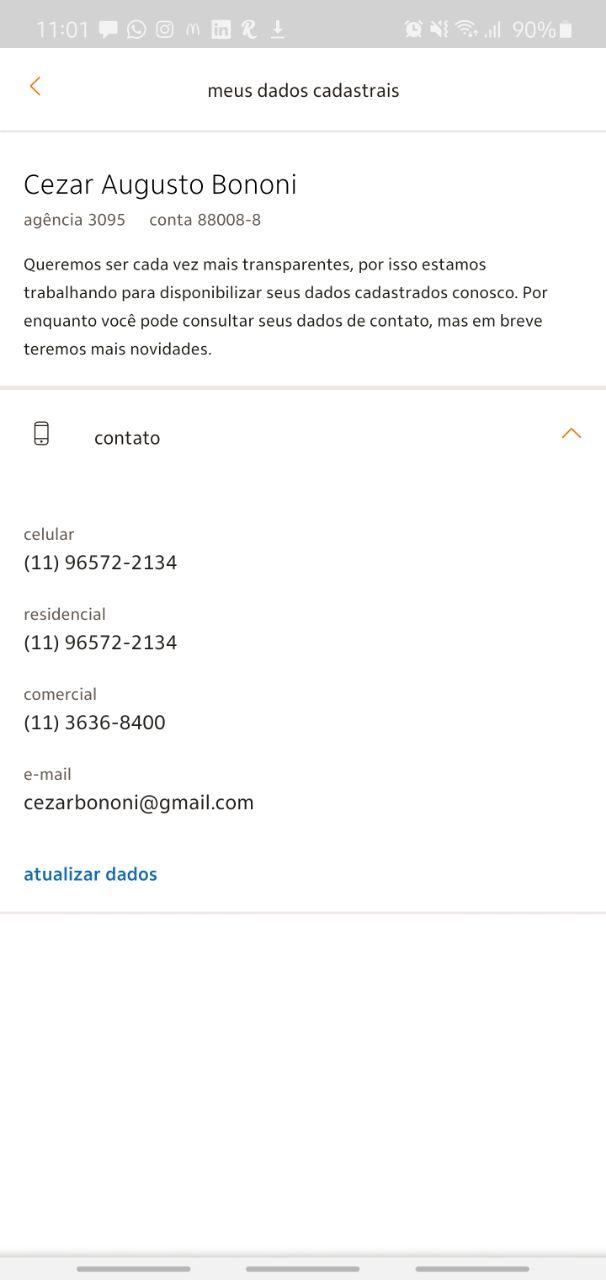 11:01 90%
meus dados cadastrais
Cezar Augusto Bononi
agência 3095 conta 88008-8
Queremos ser cada vez mais transparentes, por isso estamos
trabalhando para disponibilizar seus dados cadastrados conosco. Por
enquanto você pode consultar seus dados de contato, mas em breve
teremos mais novidades.
contato
celular
(11) 96572-2134
residencial
(11) 96572-2134
comercial
(11) 3636-8400
e-mail
cezarbononi@gmail.com
atualizar dados